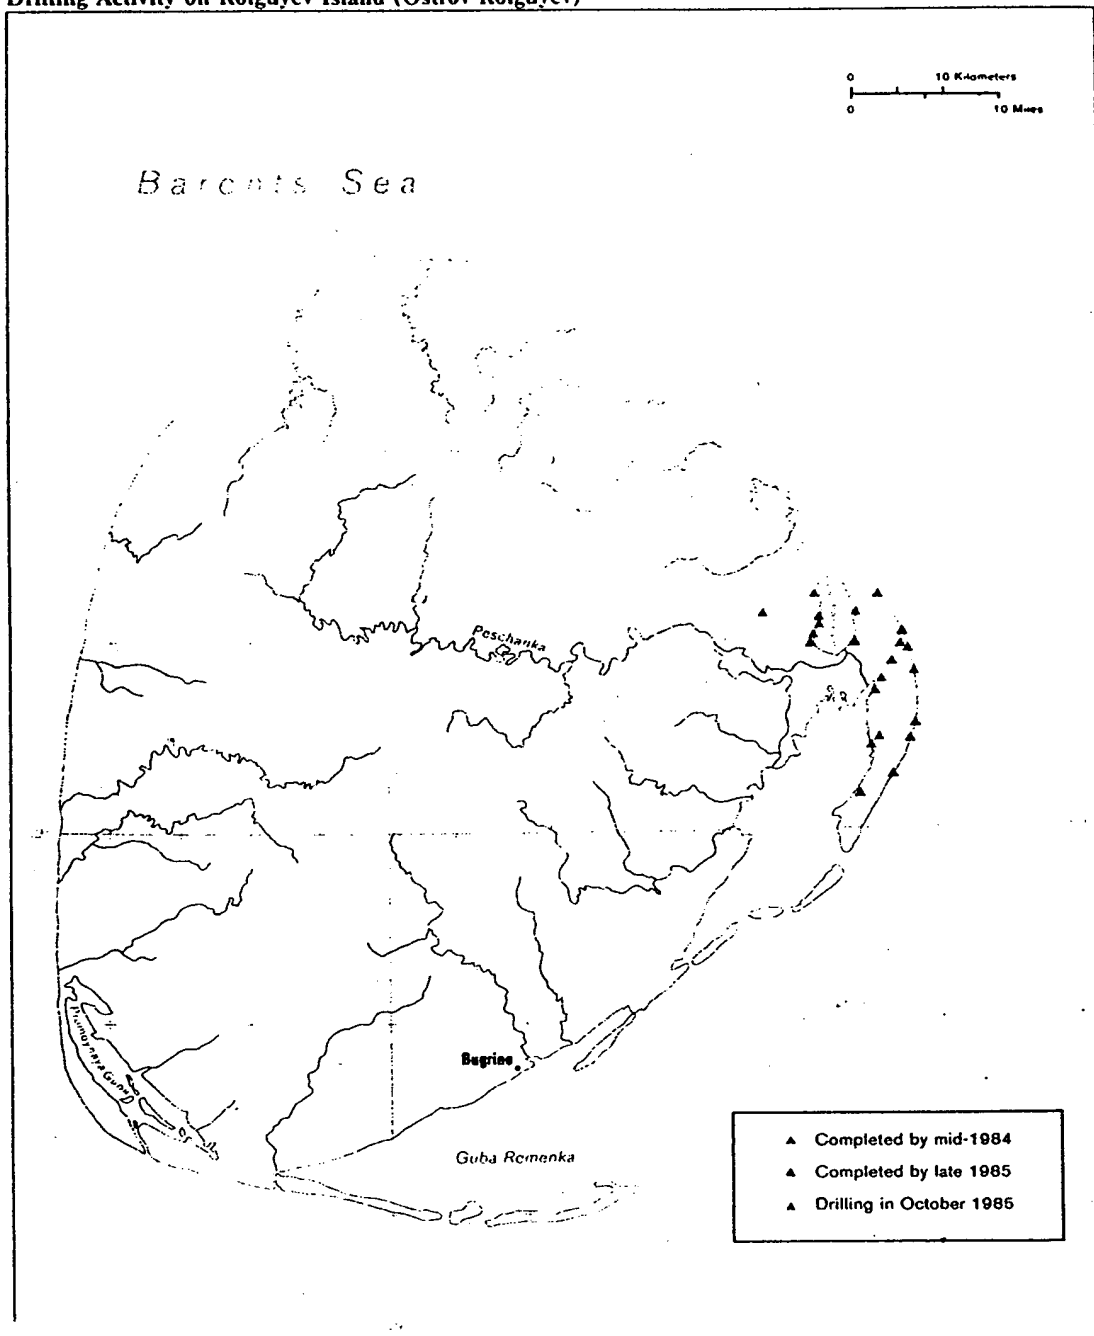 Drilling Activity on Kolguyev Island (Ostrov Kolguyev)
0 10 Kilometers
0 10 Miles
Barents Sea
Peschanka
Bugrino
Guba Remenka
▲ Completed by mid-1984
▲ Completed by late 1985
▲ Drilling in October 1985